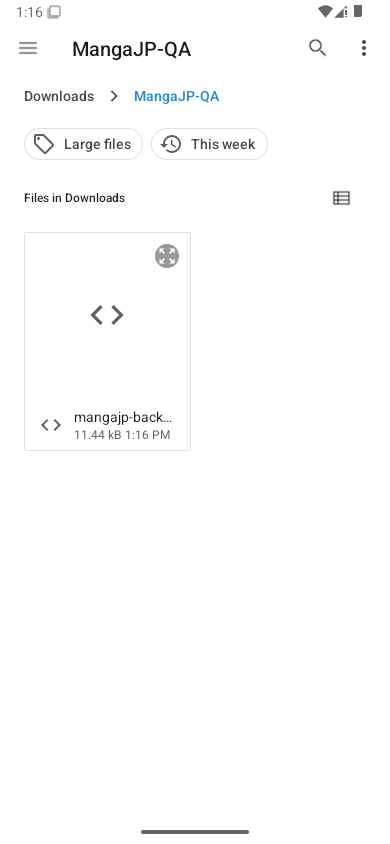 1:16
MangaJP-QA
Downloads
MangaJP-QA
Large files
This week
Files in Downloads
mangajp-back…
11.44 kB 1:16 PM